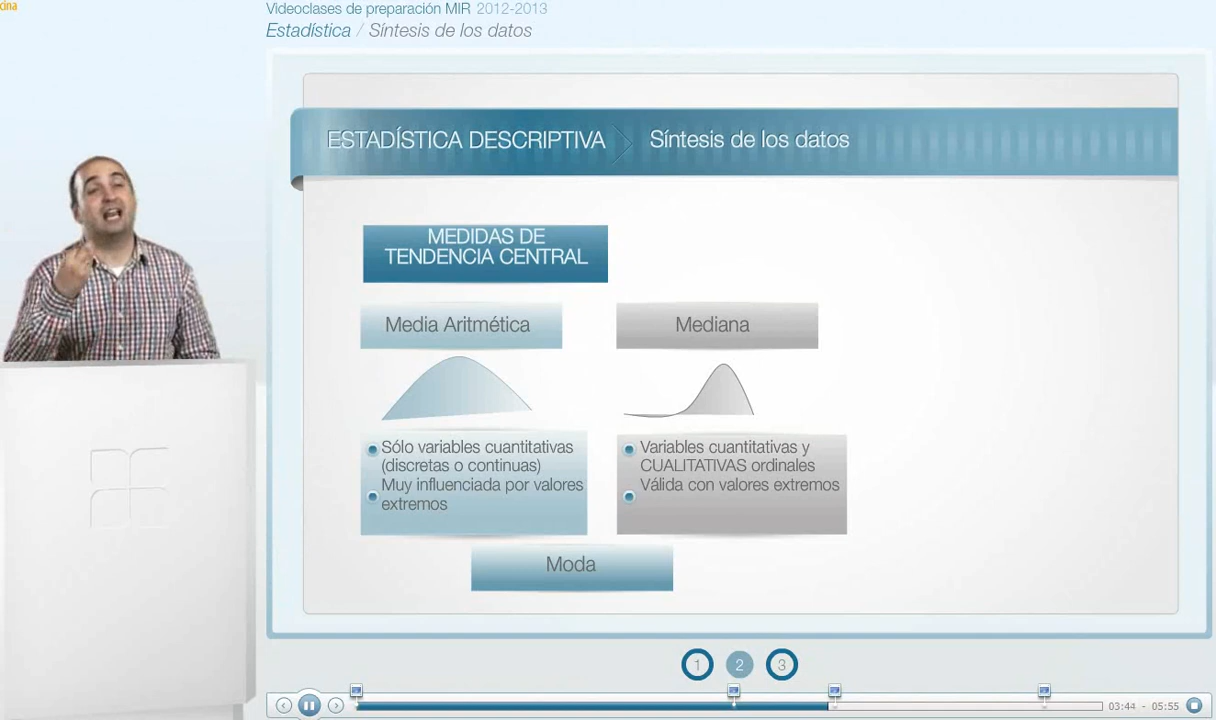 cina
Videoclases de preparación MIR 2012-2013
Estadística / Síntesis de los datos
ESTADÍSTICA DESCRIPTIVA Síntesis de los datos
MEDIDAS DE
TENDENCIA CENTRAL
Media Aritmética
Mediana
Sólo variables cuantitativas
(discretas o continuas)
Muy influenciada por valores
extremos
Variables cuantitativas y
CUALITATIVAS ordinales
Válida con valores extremos
Moda
1 2 3
03:44 - 05:55